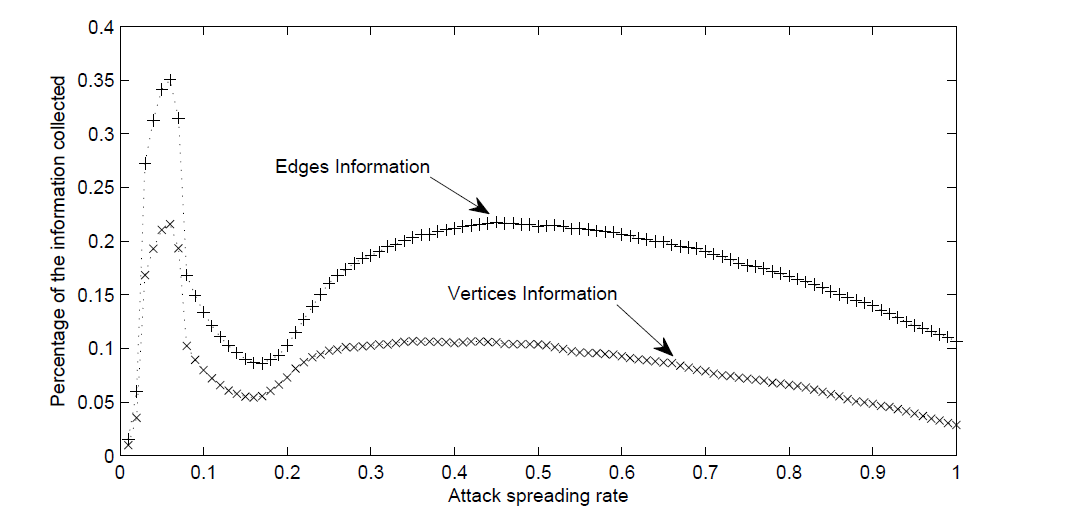 Percentage of the information collected
0.4
0.35
0.3
0.25
0.2
0.15
0.1
0.05
0
Edges Information
Vertices Information
0 0.1 0.2 0.3 0.4 0.5 0.6 0.7 0.8 0.9 1
Attack spreading rate